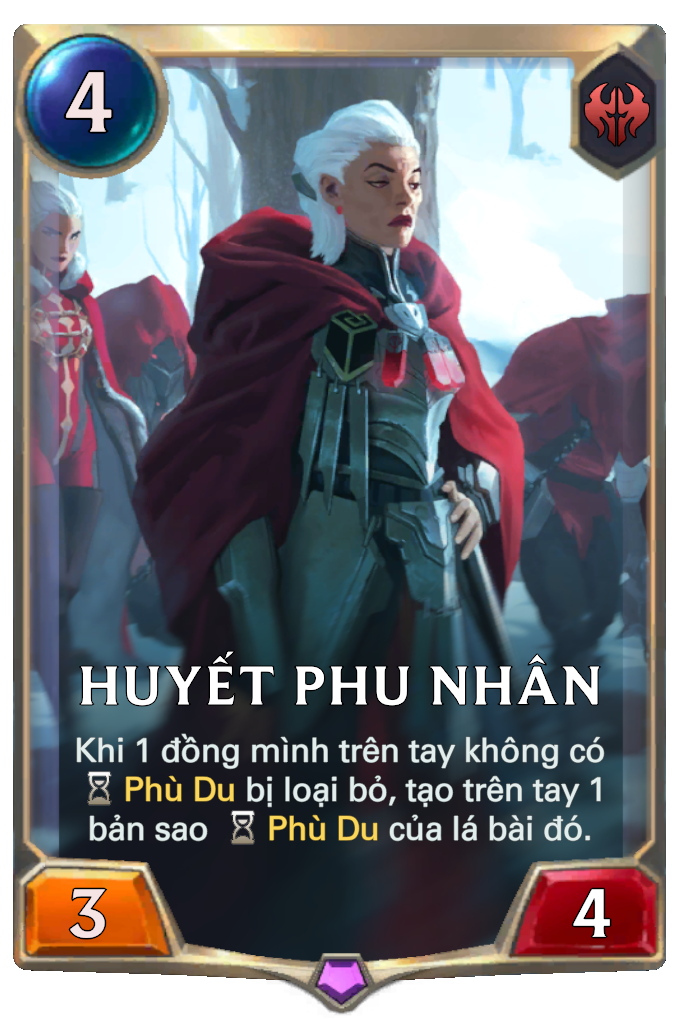 4
HUYẾT PHU NHÂN
Khi 1 đồng mình trên tay không có
Phù Du bị loại bỏ, tạo trên tay 1
bản sao Phù Du của lá bài đó.
3
4